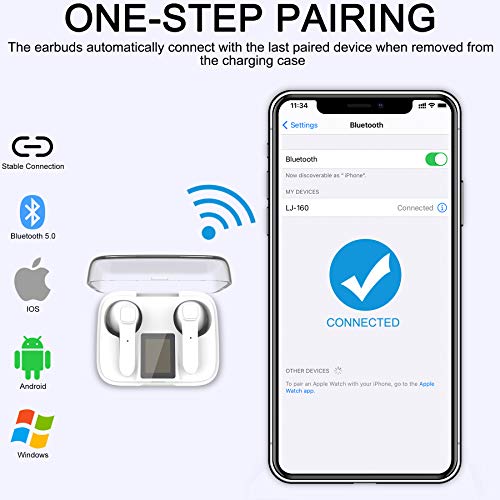 ONE-STEP PAIRING
The earbuds automatically connect with the last paired device when removed from
the charging case
Stable Connection
Bluetooth 5.0
IOS
Android
Windows
11:34
Settings
Bluetooth
Bluetooth
Now discoverable as " iPhone".
MY DEVICES
LJ-160 Connected
CONNECTED
OTHER DEVICES
To pair an Apple Watch with your iPhone, go to the Apple
Watch app.